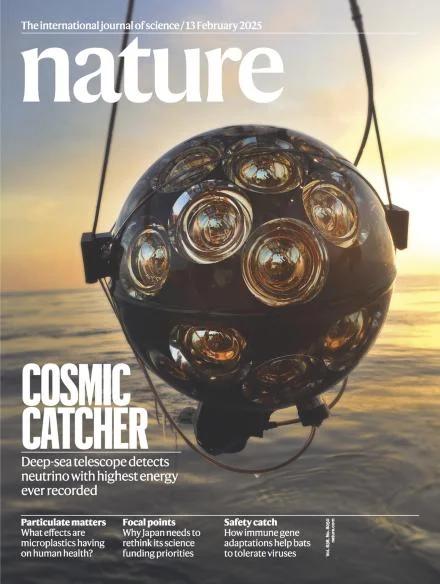 The international journal of science / 13 February 2025
nature
COSMIC
CATCHER
Deep-sea telescope detects
neutrino with highest energy
ever recorded
Particulate matters
What effects are
microplastics having
on human health?
Focal points
Why Japan needs to
rethink its science
funding priorities
Safety catch
How immune gene
adaptations help bats
to tolerate viruses